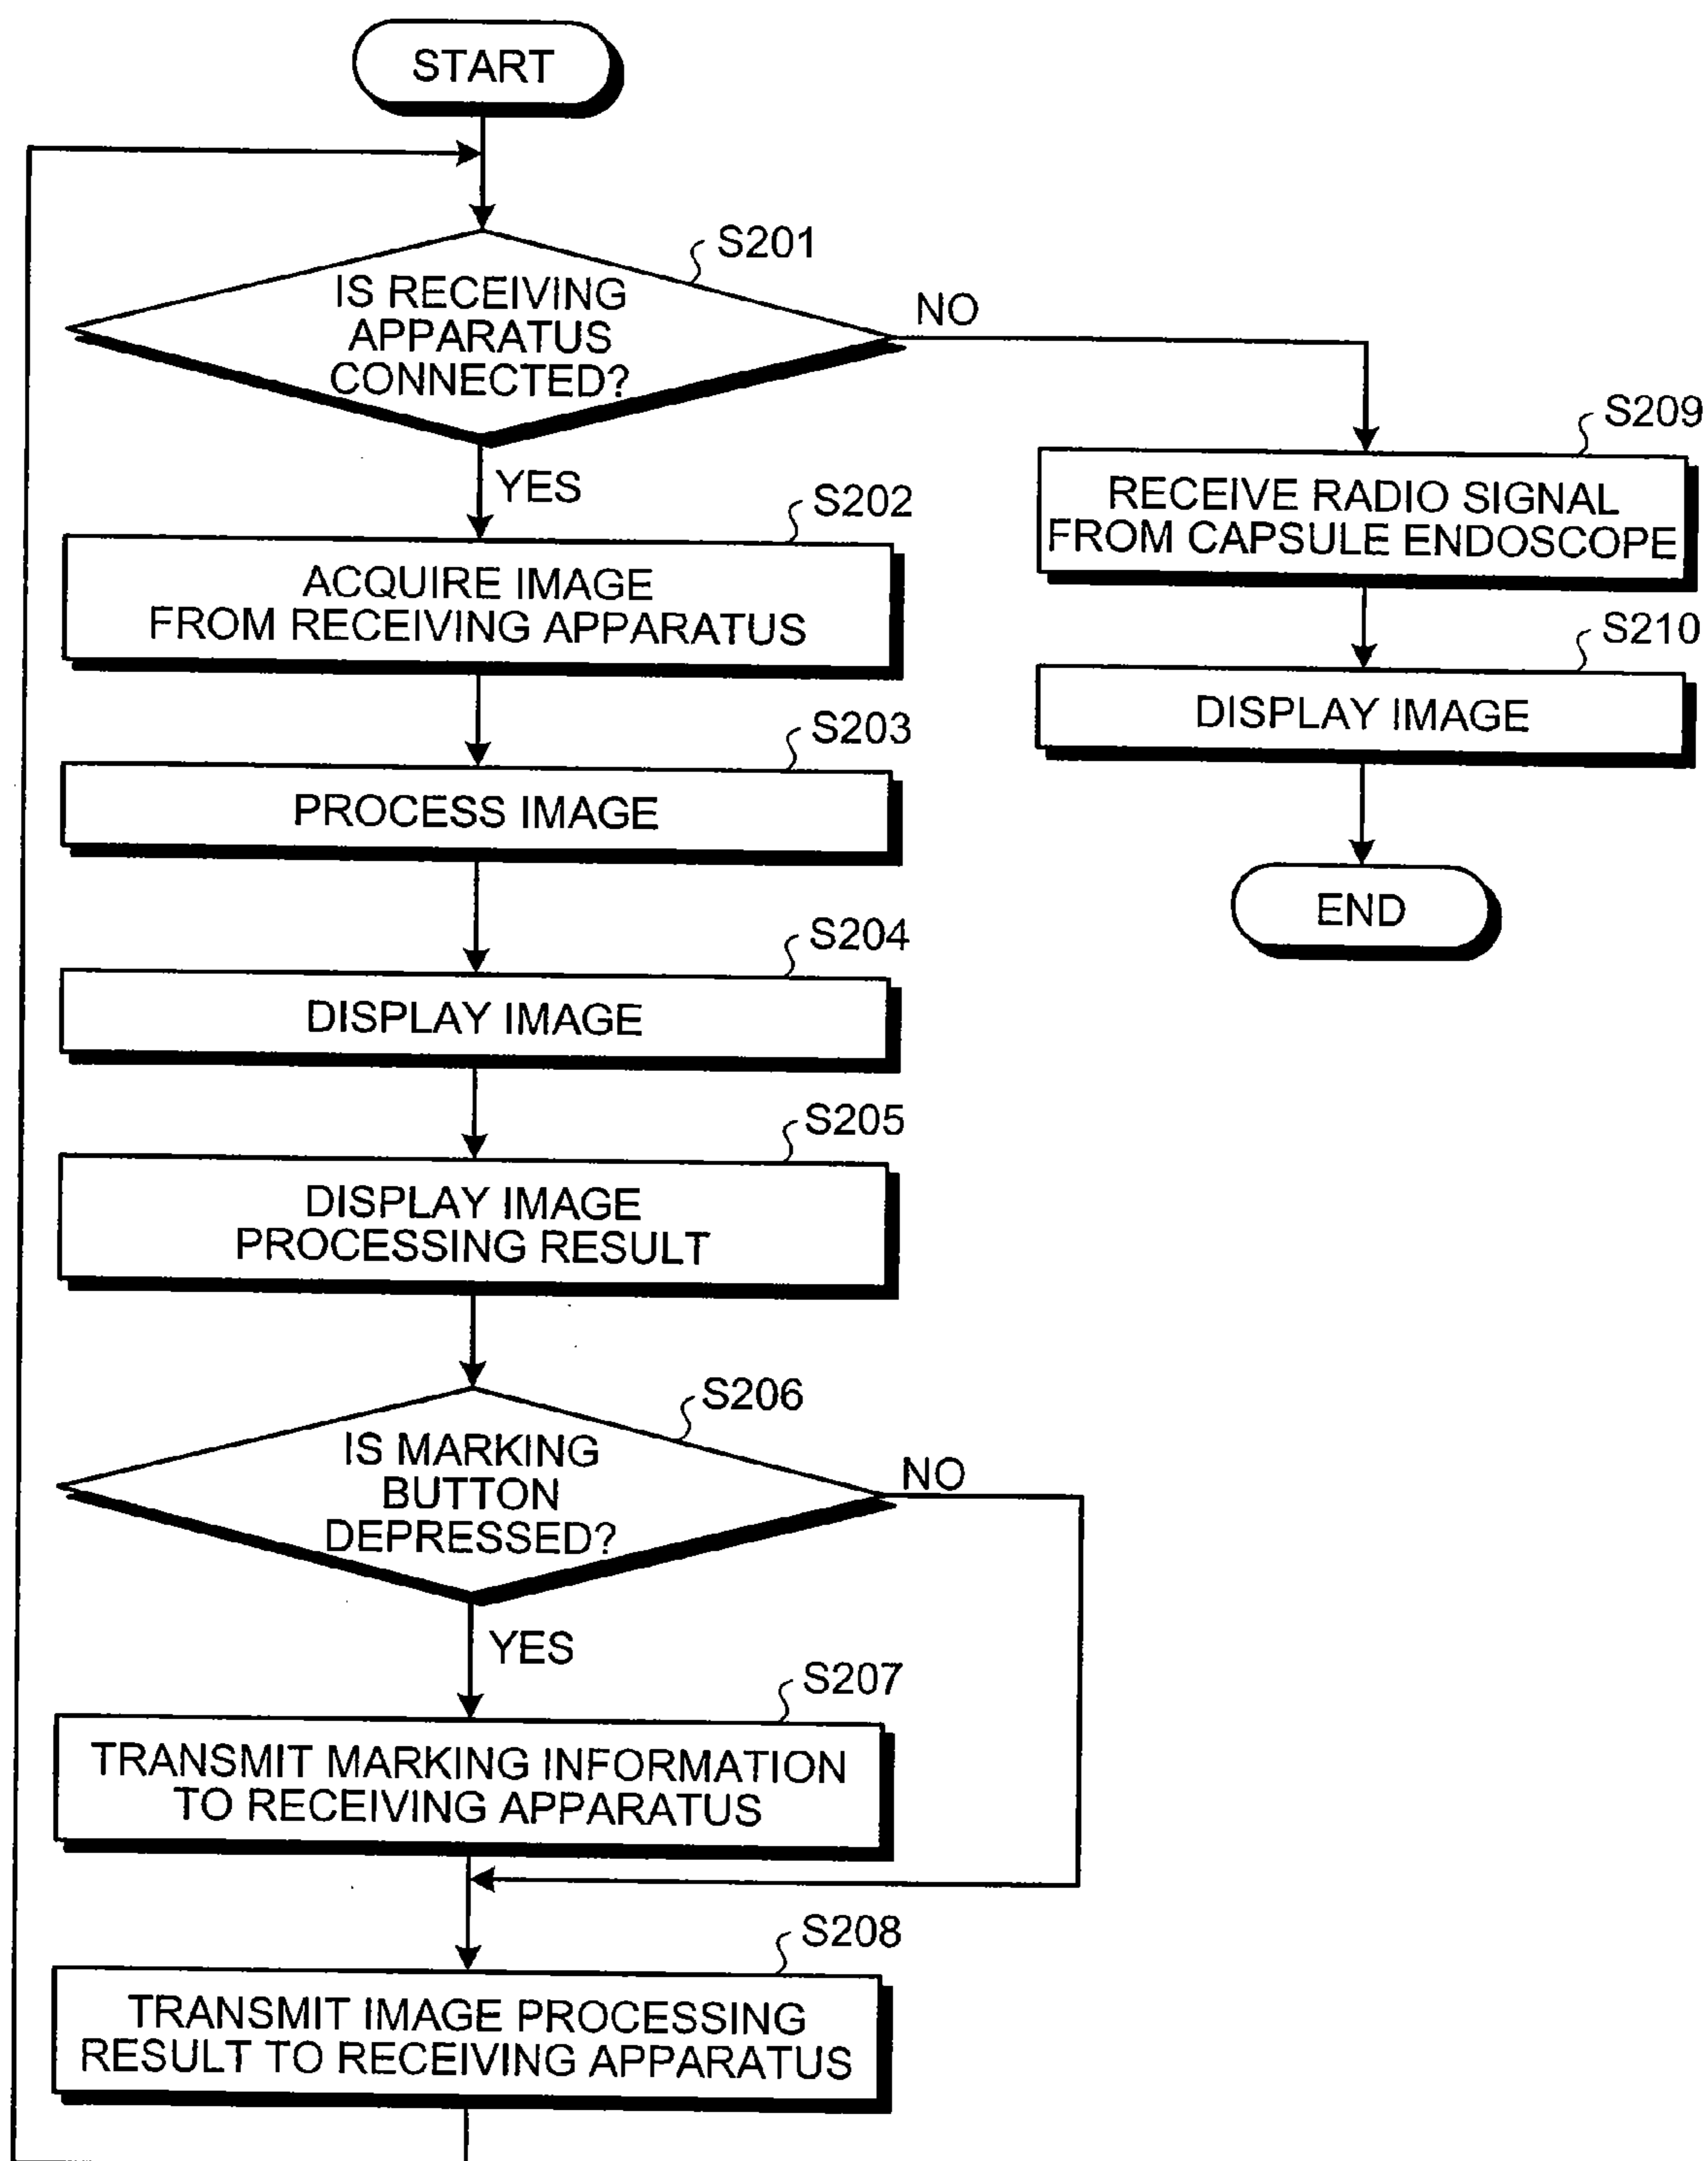 START
S201
IS RECEIVING
APPARATUS
CONNECTED?
NO
YES
S202
ACQUIRE IMAGE
FROM RECEIVING APPARATUS
S203
PROCESS IMAGE
S204
DISPLAY IMAGE
S205
DISPLAY IMAGE
PROCESSING RESULT
S206
IS MARKING
BUTTON
DEPRESSED?
NO
YES
S207
TRANSMIT MARKING INFORMATION
TO RECEIVING APPARATUS
S208
TRANSMIT IMAGE PROCESSING
RESULT TO RECEIVING APPARATUS
S209
RECEIVE RADIO SIGNAL
FROM CAPSULE ENDOSCOPE
S210
DISPLAY IMAGE
END